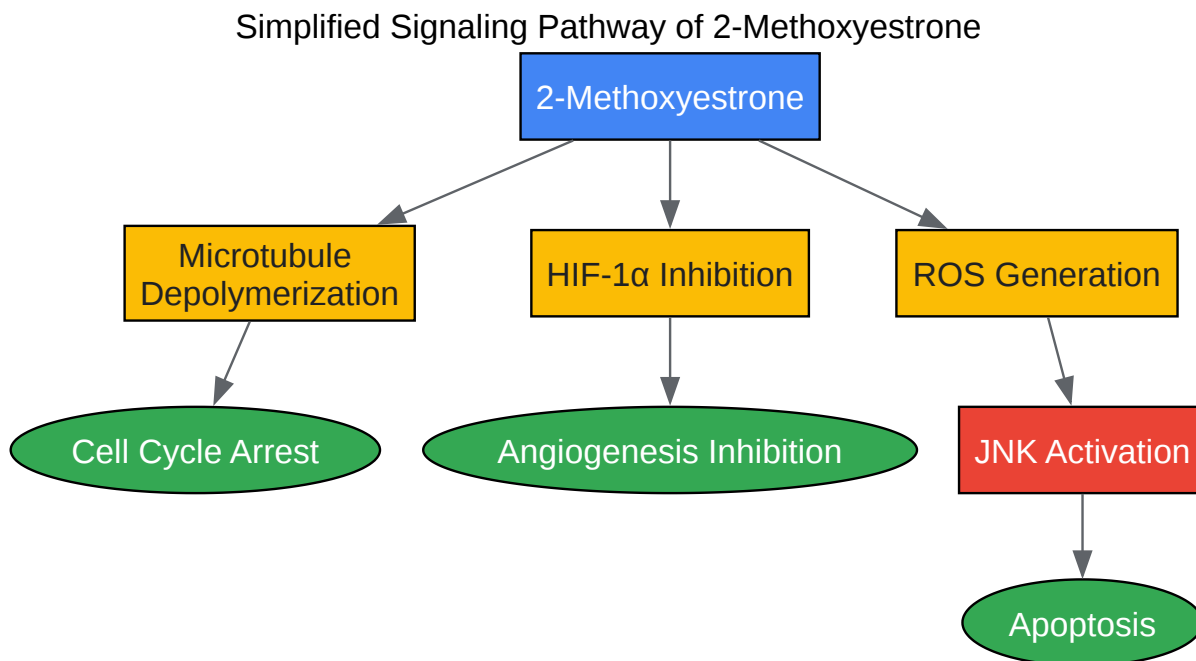 Simplified Signaling Pathway of 2-Methoxyestrone
2-Methoxyestrone
Microtubule
Depolymerization
HIF-1α Inhibition
ROS Generation
Cell Cycle Arrest
Angiogenesis Inhibition
JNK Activation
Apoptosis